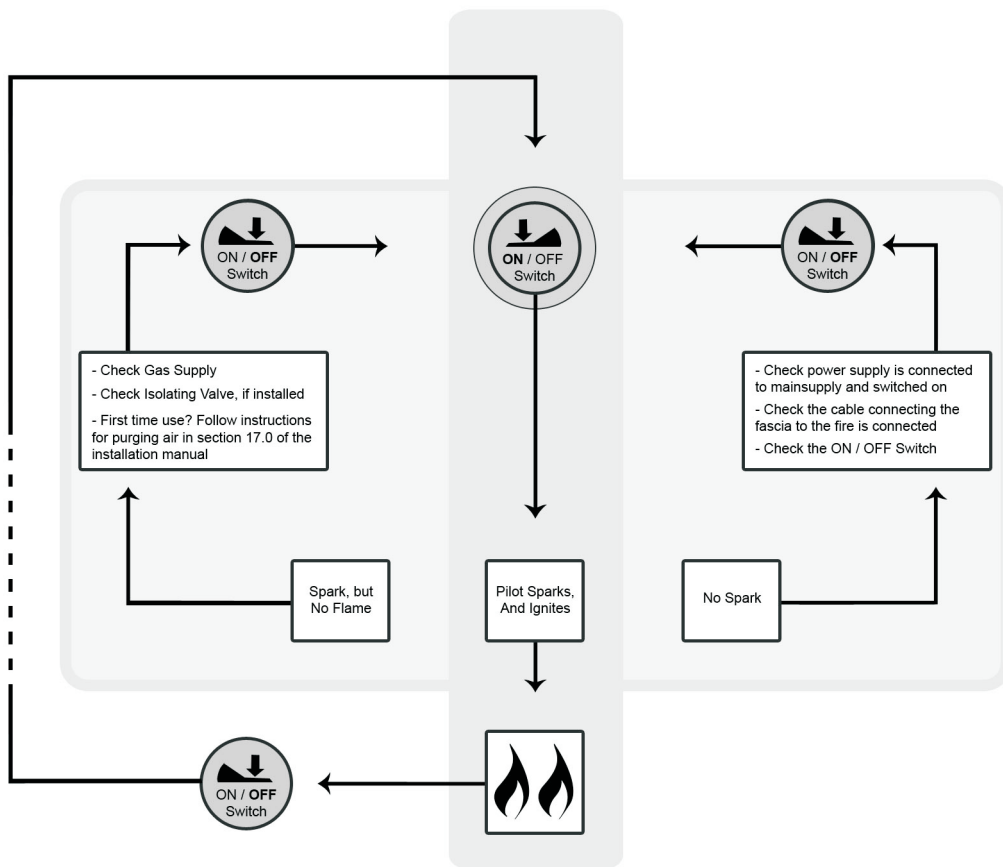 ON / OFF
Switch
ON / OFF
Switch
ON / OFF
Switch
- Check Gas Supply
- Check Isolating Valve, if installed
- First time use? Follow instructions
for purging air in section 17.0 of the
installation manual
- Check power supply is connected
to mainsupply and switched on
- Check the cable connecting the
fascia to the fire is connected
- Check the ON / OFF Switch
Spark, but
No Flame
Pilot Sparks,
And Ignites
No Spark
ON / OFF
Switch